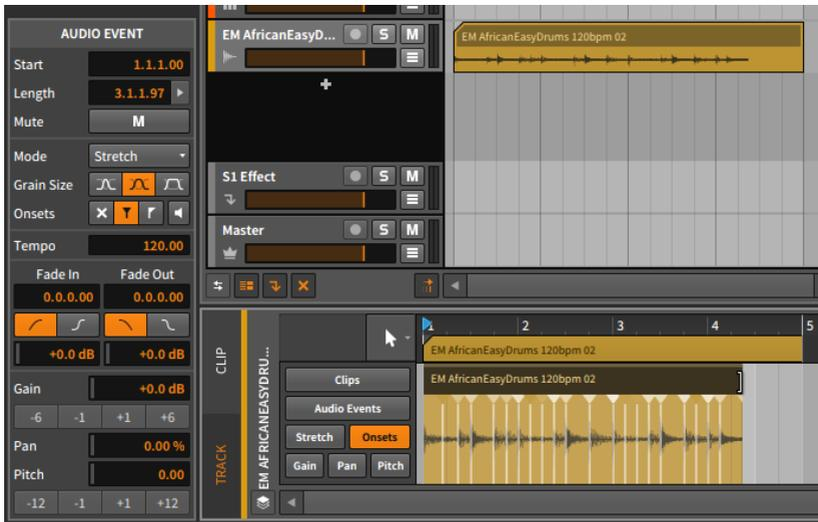 AUDIO EVENT
Start 1.1.1.00
Length 3.1.1.97
Mute M
Mode Stretch
Grain Size
Onsets
Tempo 120.00
Fade In Fade Out
0.0.0.00 0.0.0.00
+0.0 dB +0.0 dB
Gain +0.0 dB
-6 -1 +1 +6
Pan 0.00 %
Pitch 0.00
-12 -1 +1 +12
EM AfricanEasyD... S M
EM AfricanEasyDrums 120bpm 02
+
S1 Effect S M
Master S M
CLIP
TRACK
EM AFRICANEASYDRU...
1 2 3 4 5
EM AfricanEasyDrums 120bpm 02
Clips
Audio Events
Stretch Onsets
Gain Pan Pitch
EM AfricanEasyDrums 120bpm 02